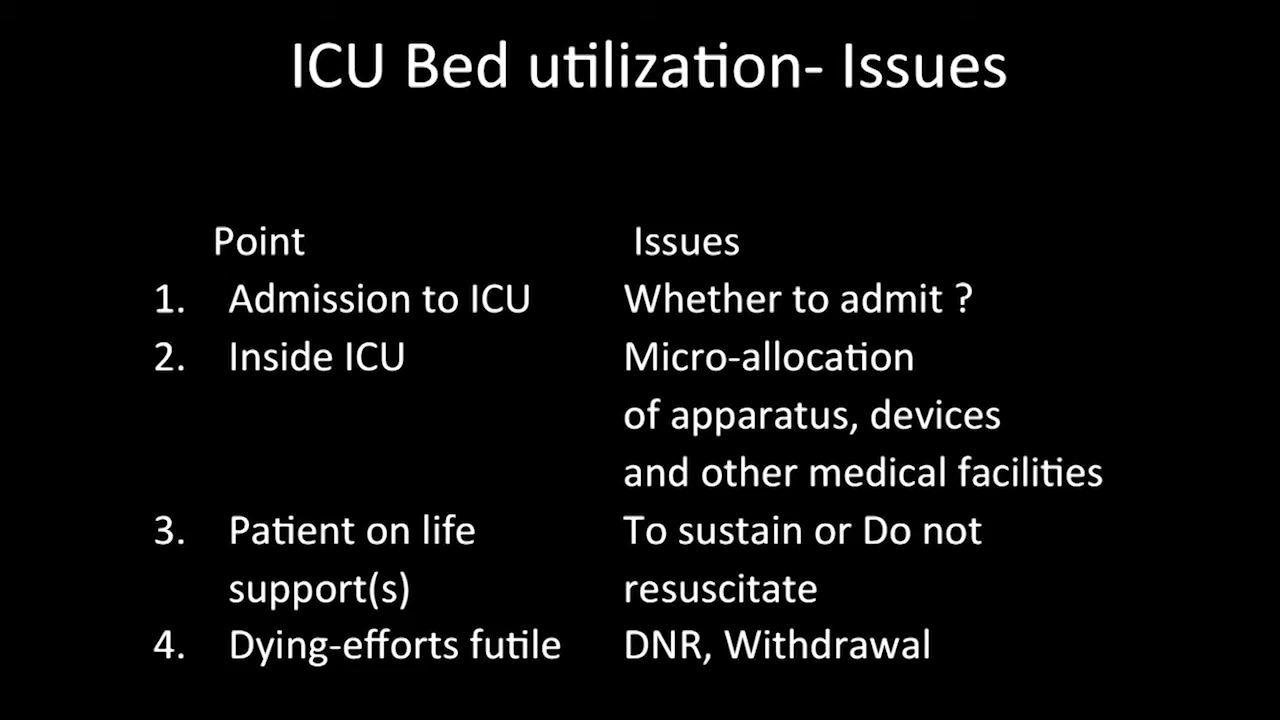 ICU Bed utilization- Issues
Point Issues
1. Admission to ICU Whether to admit ?
2. Inside ICU Micro-allocation
of apparatus, devices
and other medical facilities
3. Patient on life To sustain or Do not
support(s) resuscitate
4. Dying-efforts futile DNR, Withdrawal